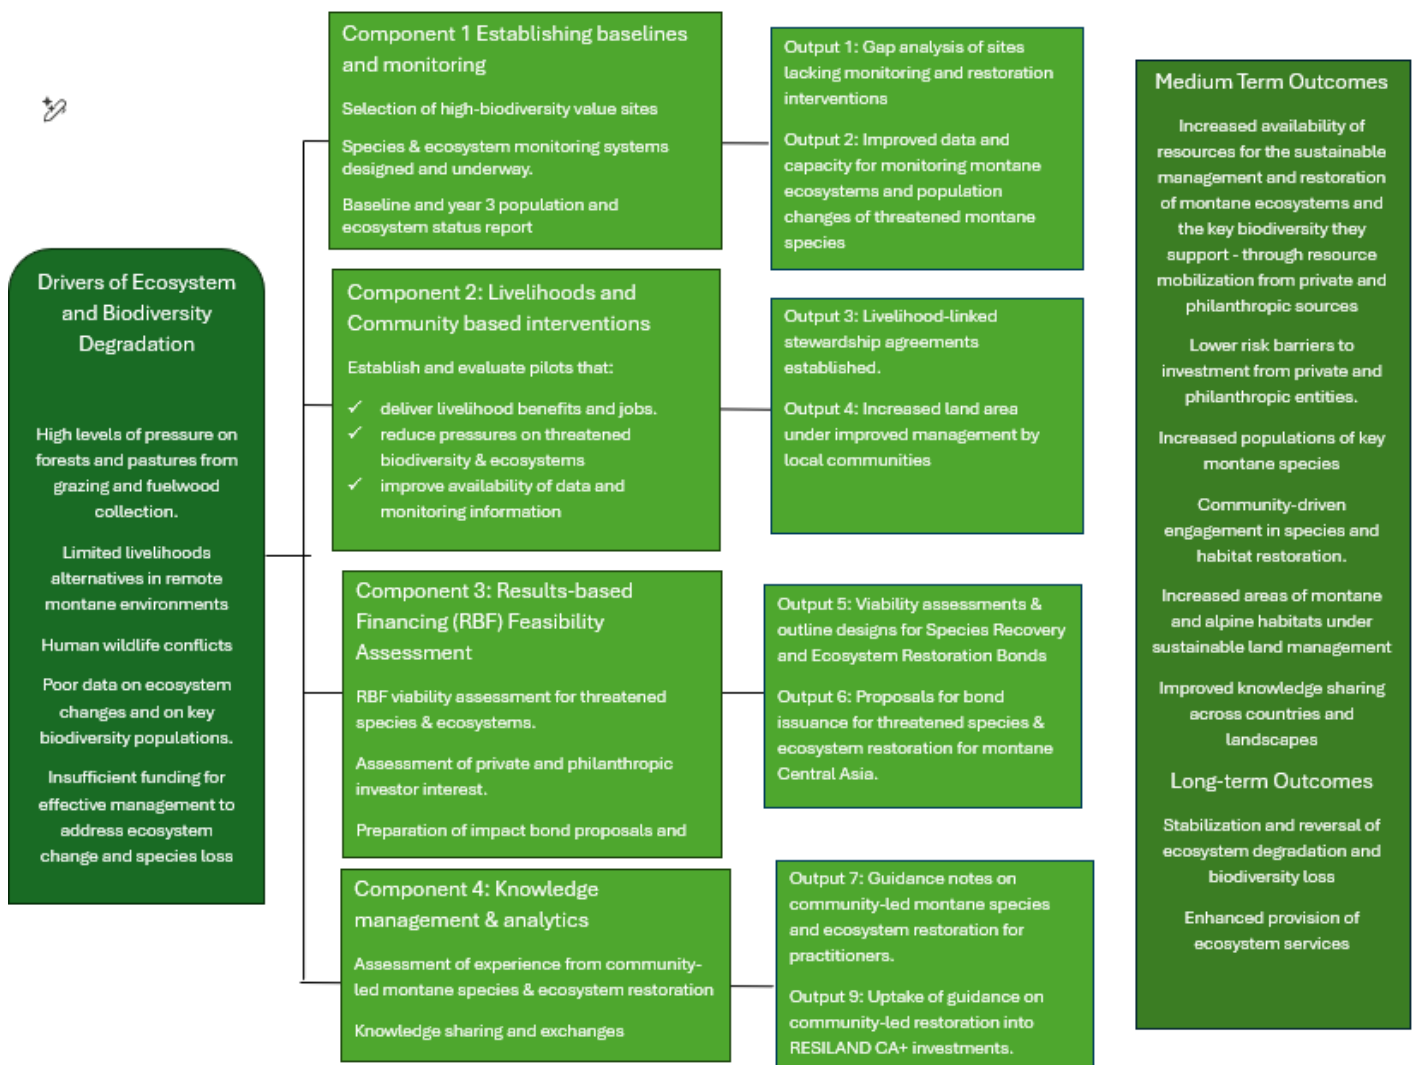 Drivers of Ecosystem
and Biodiversity
Degradation
High levels of pressure on
forests and pastures from
grazing and fuelwood
collection.
Limited livelihoods
alternatives in remote
montane environments
Human wildlife conflicts
Poor data on ecosystem
changes and on key
biodiversity populations.
Insufficient funding for
effective management to
address ecosystem
change and species loss
Component 1 Establishing baselines
and monitoring
Selection of high-biodiversity value sites
Species & ecosystem monitoring systems
designed and underway.
Baseline and year 3 population and
ecosystem status report
Component 2: Livelihoods and
Community based interventions
Establish and evaluate pilots that:
✓ deliver livelihood benefits and jobs.
✓ reduce pressures on threatened
biodiversity & ecosystems
✓ improve availability of data and
monitoring information
Component 3: Results-based
Financing (RBF) Feasibility
Assessment
RBF viability assessment for threatened
species & ecosystems.
Assessment of private and philanthropic
investor interest.
Preparation of impact bond proposals and
Component 4: Knowledge
management & analytics
Assessment of experience from community-
led montane species & ecosystem restoration
Knowledge sharing and exchanges
Output 1: Gap analysis of sites
lacking monitoring and restoration
interventions
Output 2: Improved data and
capacity for monitoring montane
ecosystems and population
changes of threatened montane
species
Output 3: Livelihood-linked
stewardship agreements
established.
Output 4: Increased land area
under improved management by
local communities
Output 5: Viability assessments &
outline designs for Species Recovery
and Ecosystem Restoration Bonds
Output 6: Proposals for bond
issuance for threatened species &
ecosystem restoration for montane
Central Asia.
Output 7: Guidance notes on
community-led montane species
and ecosystem restoration for
practitioners.
Output 9: Uptake of guidance on
community-led restoration into
RESILAND CA+ investments.
Medium Term Outcomes
Increased availability of
resources for the sustainable
management and restoration
of montane ecosystems and
the key biodiversity they
support - through resource
mobilization from private and
philanthropic sources
Lower risk barriers to
investment from private and
philanthropic entities.
Increased populations of key
montane species
Community-driven
engagement in species and
habitat restoration.
Increased areas of montane
and alpine habitats under
sustainable land management
Improved knowledge sharing
across countries and
landscapes
Long-term Outcomes
Stabilization and reversal of
ecosystem degradation and
biodiversity loss
Enhanced provision of
ecosystem services